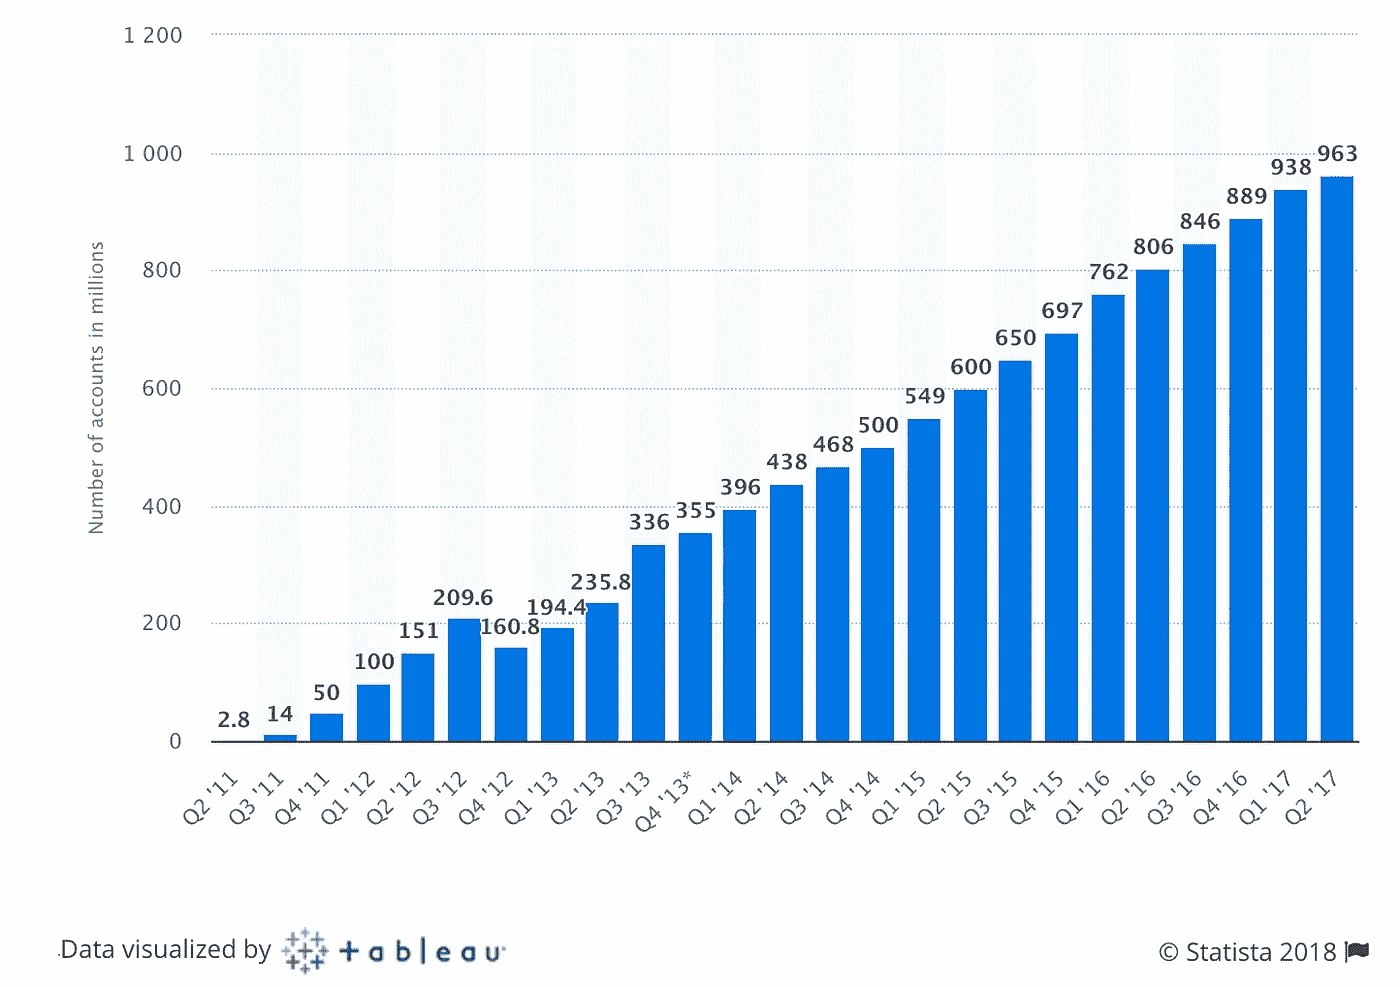 1 200
1 000
800
600
400
200
0
Number of accounts in millions
2.8
14
50
100
151
209.6
160.8
194.4
235.8
336
355
396
438
468
500
549
600
650
697
762
806
846
889
938
963
Q2 '11
Q3 '11
Q4 '11
Q1 '12
Q2 '12
Q3 '12
Q4 '12
Q1 '13
Q2 '13
Q3 '13
Q4 '13*
Q1 '14
Q2 '14
Q3 '14
Q4 '14
Q1 '15
Q2 '15
Q3 '15
Q4 '15
Q1 '16
Q2 '16
Q3 '16
Q4 '16
Q1 '17
Q2 '17
Data visualized by +ableau
© Statista 2018